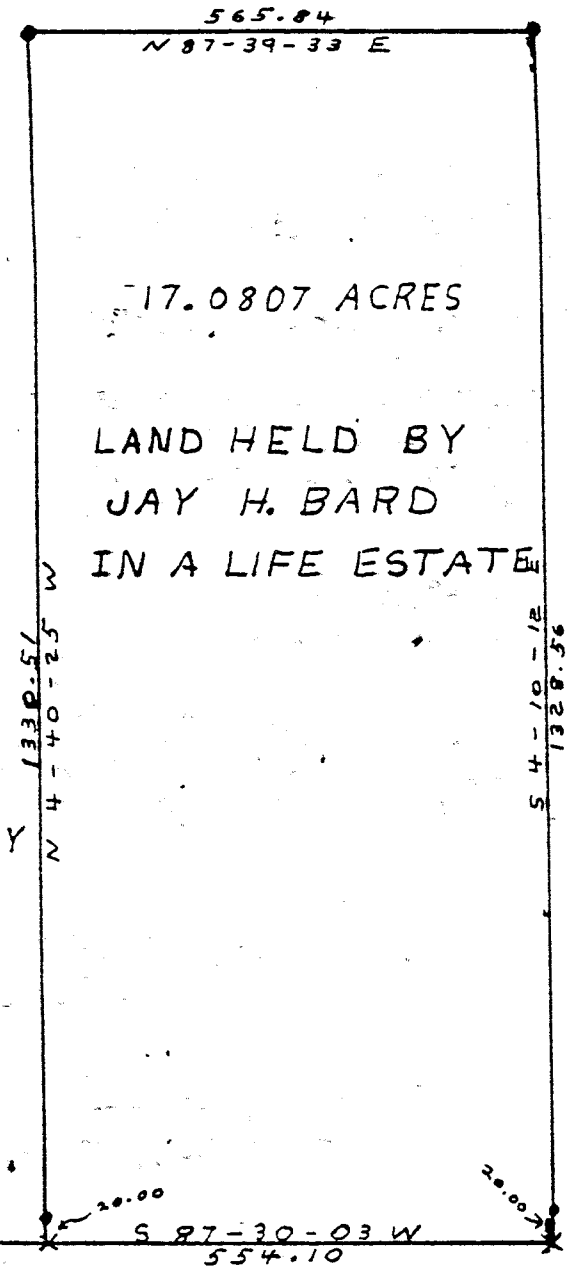 565.84
N 87-39-33 E
17.0807 ACRES
LAND HELD BY
JAY H. BARD
IN A LIFE ESTATE
1330.51
N 4-40-25 W
S 4-10-12 E
1328.56
Y
20.00
20.00
S 87-30-03 W
554.10